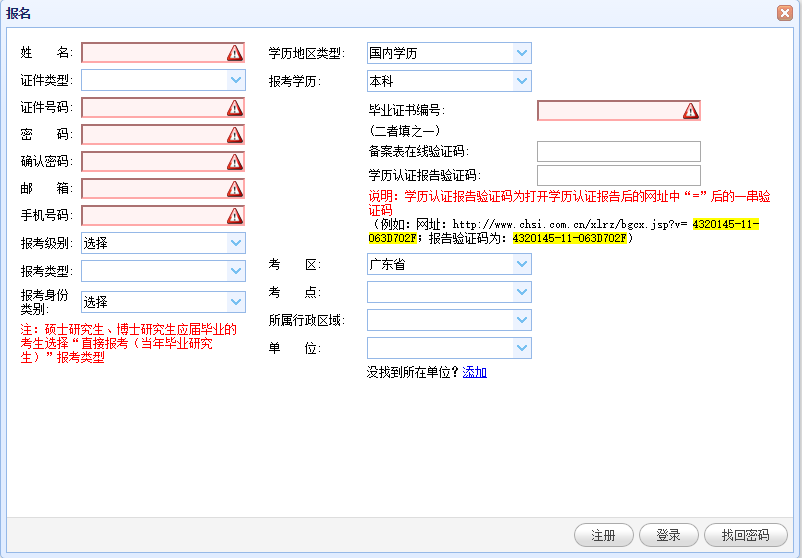 报名
姓 名:
证件类型:
证件号码:
密 码:
确认密码:
邮 箱:
手机号码:
报考级别: 选择
报考类型:
报考身份
类别: 选择
注：硕士研究生、博士研究生应届毕业的
考生选择“直接报考（当年毕业研究
生）”报考类型
学历地区类型: 国内学历
报考学历: 本科
毕业证书编号:
(二者填之一)
备案表在线验证码:
学历认证报告验证码:
说明：学历认证报告验证码为打开学历认证报告后的网址中“=”后的一串验
证码
（例如：网址：http://www.chsi.com.cn/xlrz/bgcx.jsp?v= 4320145-11-
063D702F；报告验证码为：4320145-11-063D702F）
考 区: 广东省
考 点:
所属行政区域:
单 位:
没找到所在单位？添加
注册 登录 找回密码